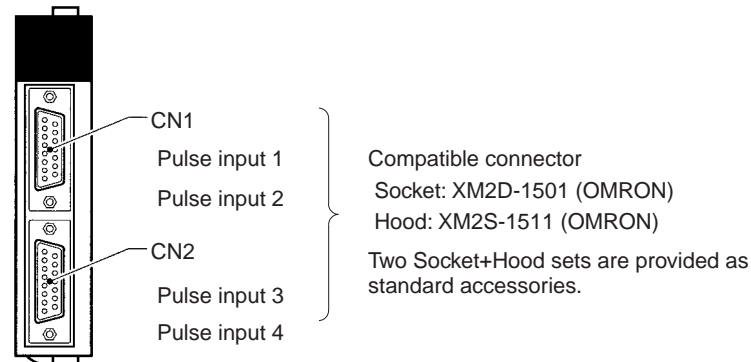 CN1
Pulse input 1
Pulse input 2
CN2
Pulse input 3
Pulse input 4
Compatible connector
Socket: XM2D-1501 (OMRON)
Hood: XM2S-1511 (OMRON)
Two Socket+Hood sets are provided as
standard accessories.